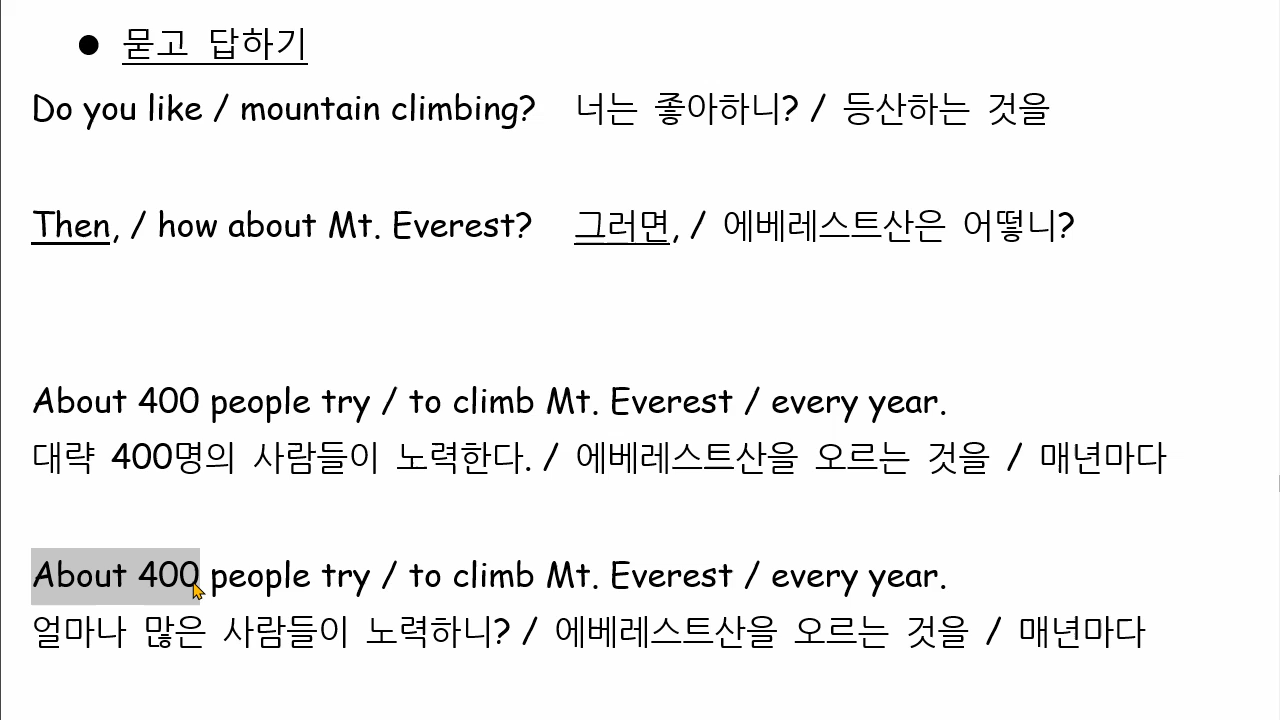 ● 묻고 답하기
Do you like / mountain climbing? 너는 좋아하니? / 등산하는 것을
Then, / how about Mt. Everest? 그러면, / 에베레스트산은 어떻니?
About 400 people try / to climb Mt. Everest / every year.
대략 400명의 사람들이 노력한다. / 에베레스트산을 오르는 것을 / 매년마다
About 400 people try / to climb Mt. Everest / every year.
얼마나 많은 사람들이 노력하니? / 에베레스트산을 오르는 것을 / 매년마다